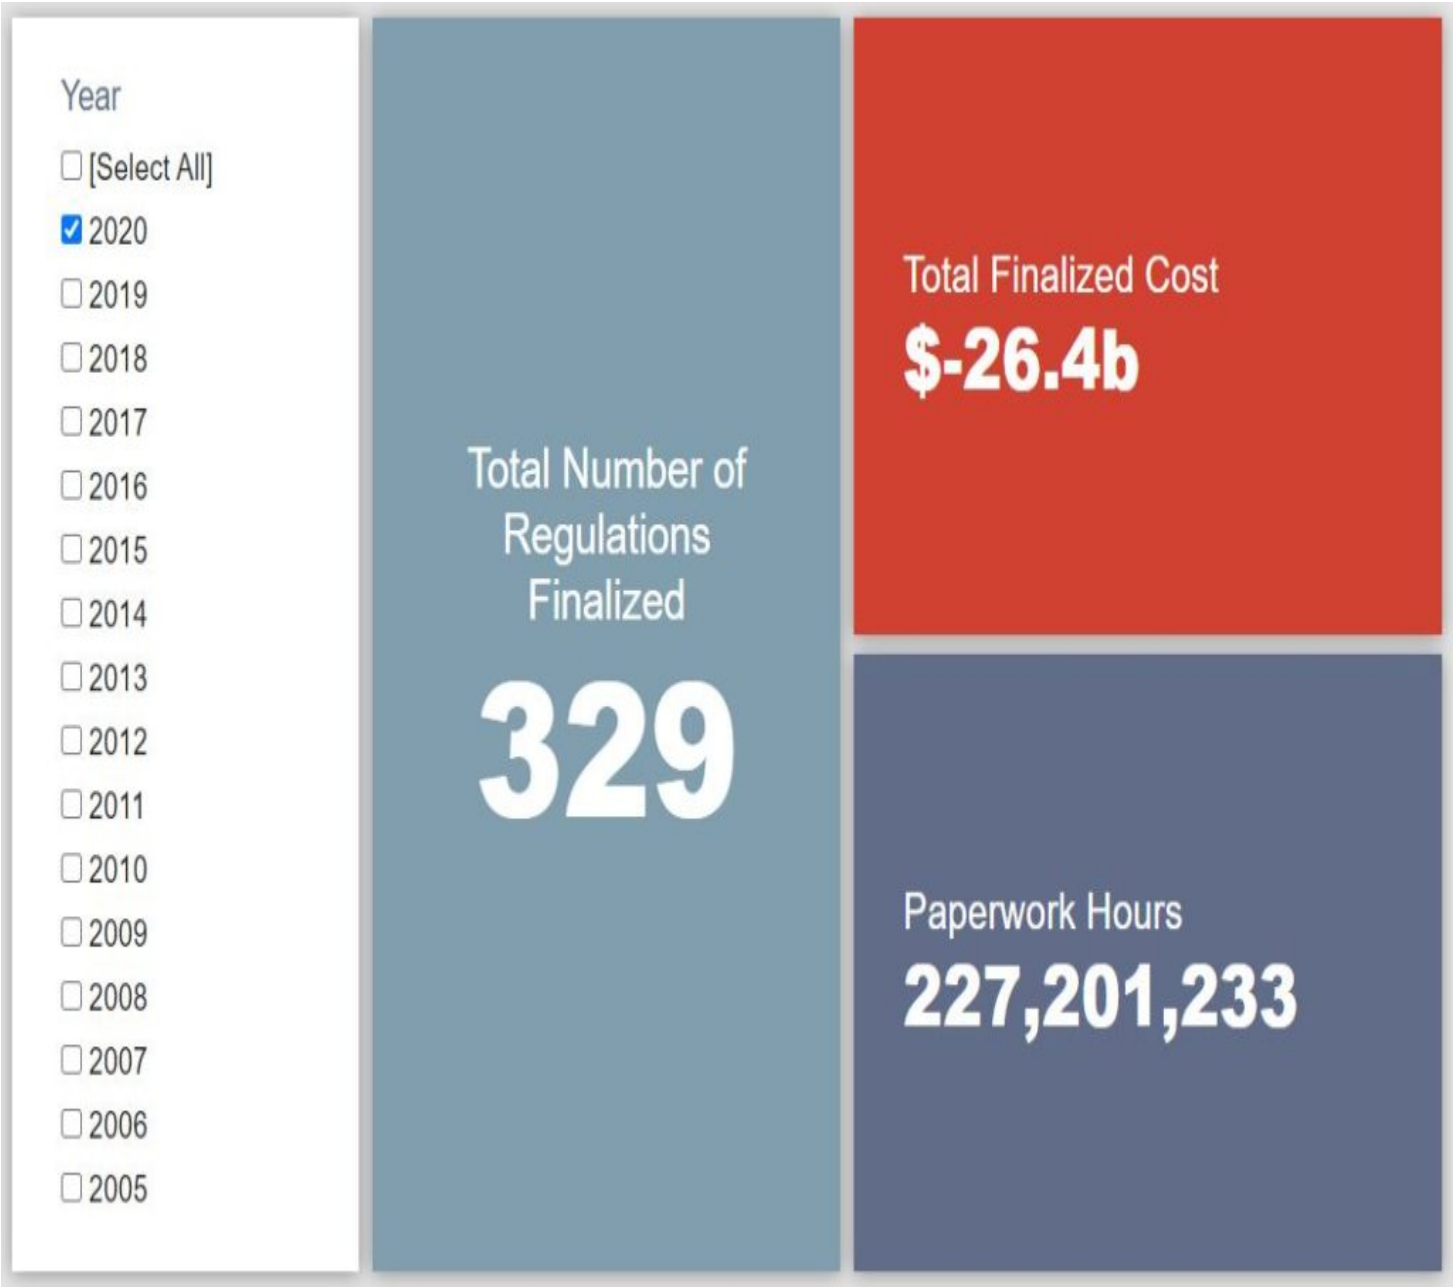 Year
[Select All]
2020
2019
2018
2017
2016
2015
2014
2013
2012
2011
2010
2009
2008
2007
2006
2005
Total Number of
Regulations
Finalized
329
Total Finalized Cost
$-26.4b
Paperwork Hours
227,201,233